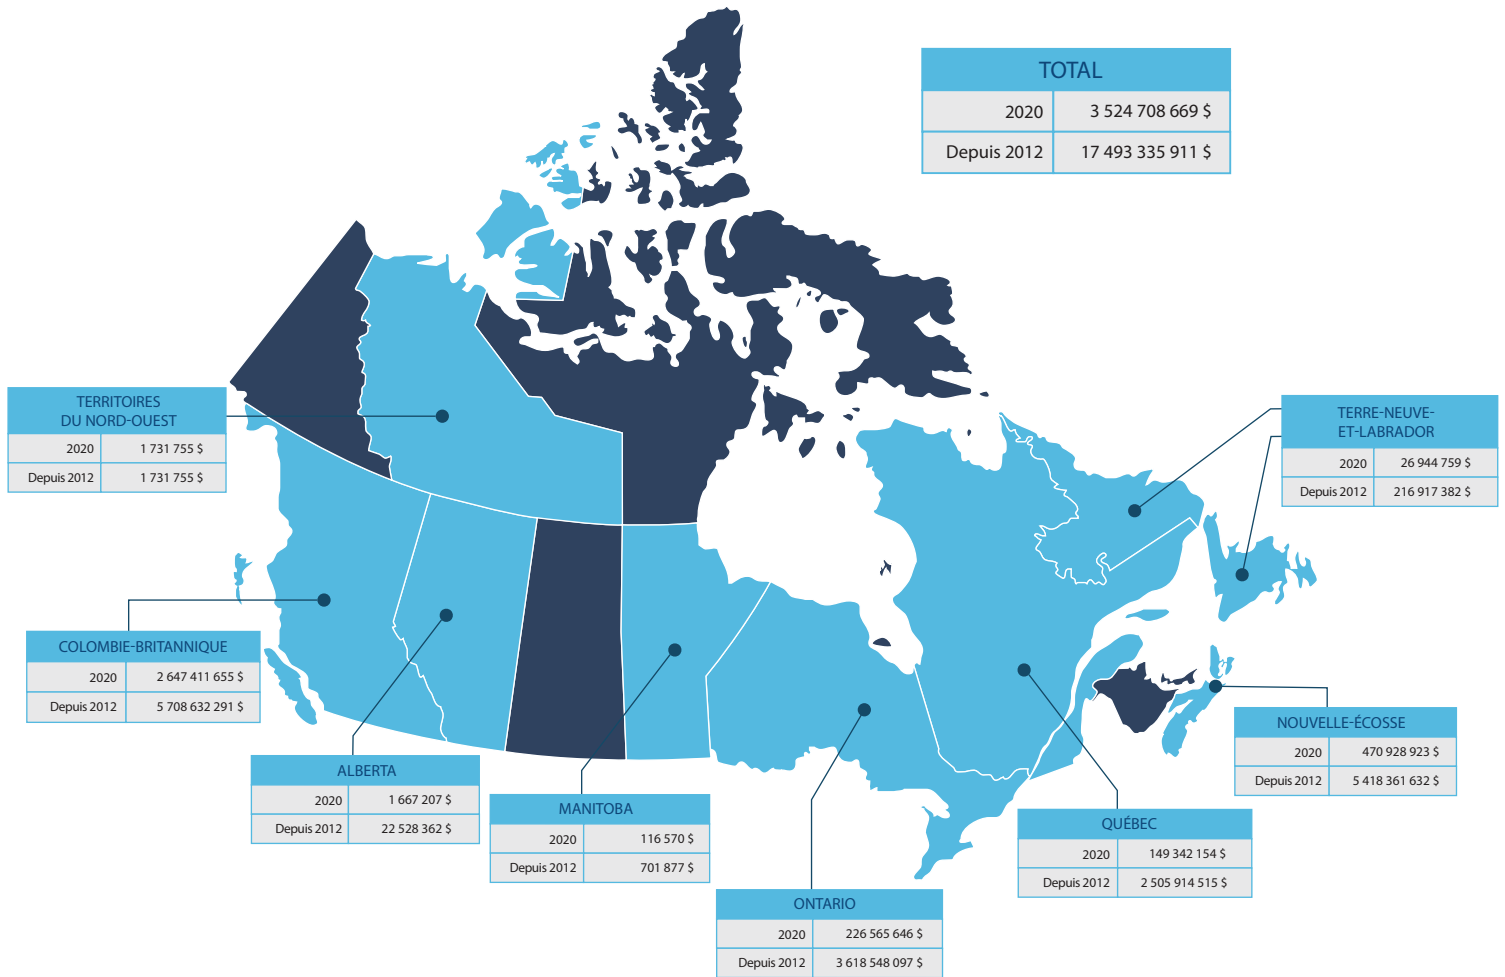 TOTAL
2020 3 524 708 669 $
Depuis 2012 17 493 335 911 $
TERRITOIRES
DU NORD-OUEST
2020 1 731 755 $
Depuis 2012 1 731 755 $
TERRE-NEUVE-
ET-LABRADOR
2020 26 944 759 $
Depuis 2012 216 917 382 $
COLOMBIE-BRITANNIQUE
2020 2 647 411 655 $
Depuis 2012 5 708 632 291 $
NOUVELLE-ÉCOSSE
2020 470 928 923 $
Depuis 2012 5 418 361 632 $
ALBERTA
2020 1 667 207 $
Depuis 2012 22 528 362 $
MANITOBA
2020 116 570 $
Depuis 2012 701 877 $
QUÉBEC
2020 149 342 154 $
Depuis 2012 2 505 914 515 $
ONTARIO
2020 226 565 646 $
Depuis 2012 3 618 548 097 $